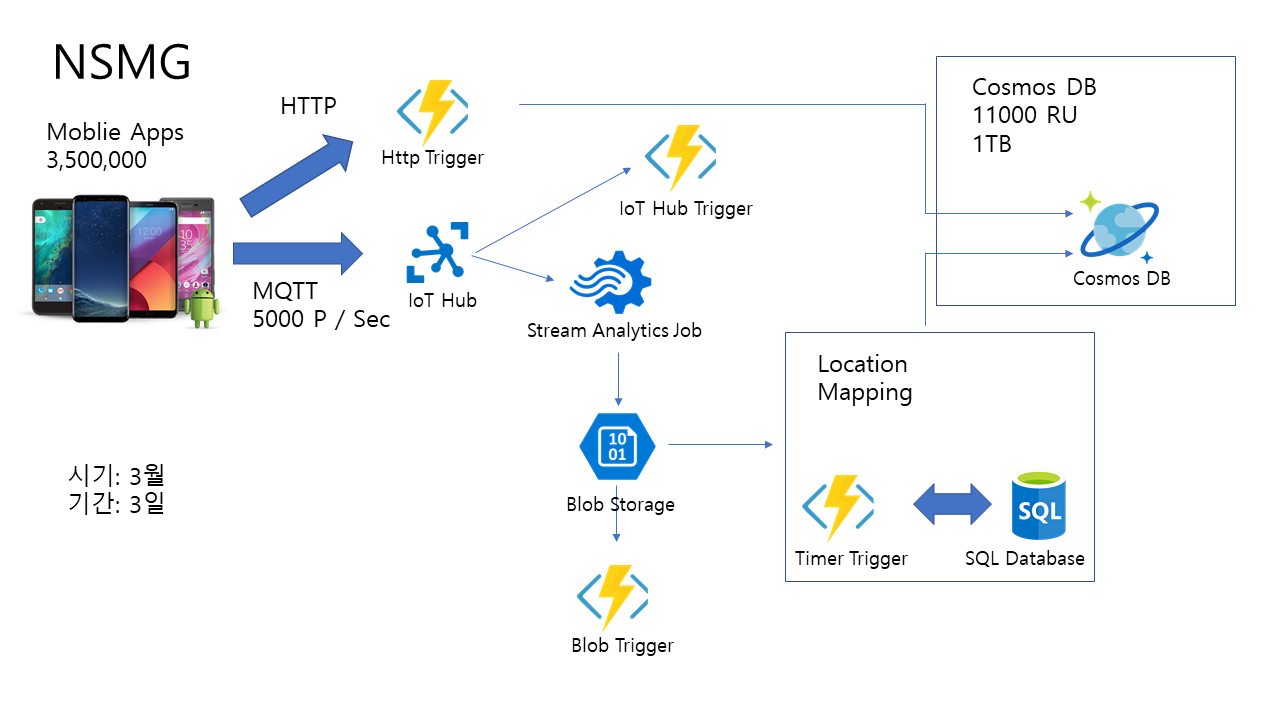 NSMG
Moblie Apps
3,500,000
HTTP
Http Trigger
MQTT
5000 P / Sec
IoT Hub
IoT Hub Trigger
Stream Analytics Job
10
01
Blob Storage
Blob Trigger
Location
Mapping
Timer Trigger
SQL
SQL Database
Cosmos DB
11000 RU
1TB
Cosmos DB
시기: 3월
기간: 3일